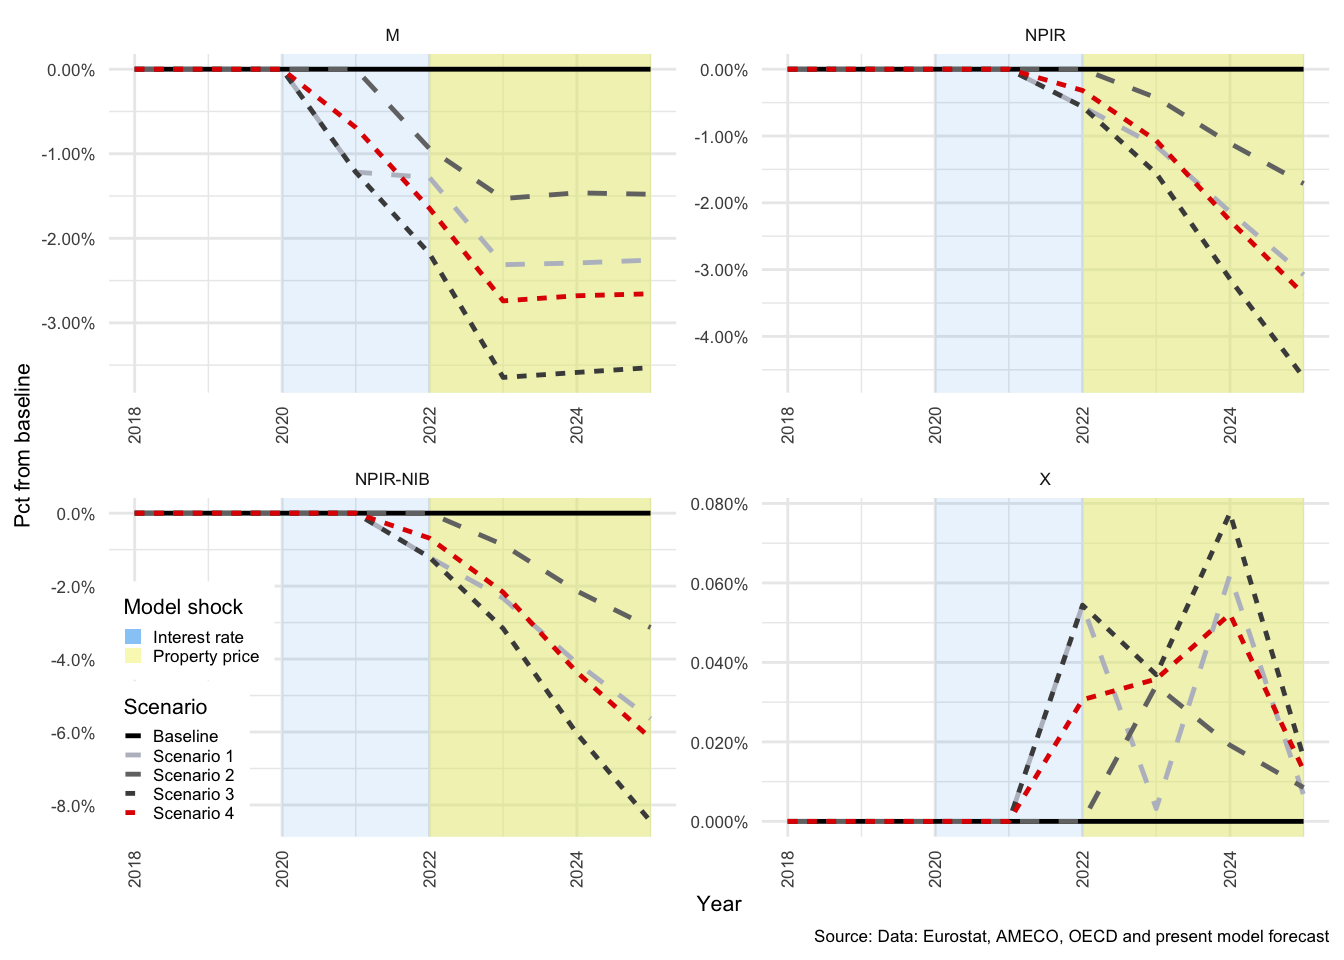 M
NPIR
0.00%
-1.00%
-2.00%
-3.00%
0.00%
-1.00%
-2.00%
-3.00%
-4.00%
2018
2020
2022
2024
2018
2020
2022
2024
Pct from baseline
NPIR-NIB
X
0.0%
-2.0%
-4.0%
-6.0%
-8.0%
Model shock
Interest rate
Property price
Scenario
Baseline
Scenario 1
Scenario 2
Scenario 3
Scenario 4
0.080%
0.060%
0.040%
0.020%
0.000%
2018
2020
2022
2024
2018
2020
2022
2024
Year
Source: Data: Eurostat, AMECO, OECD and present model forecast